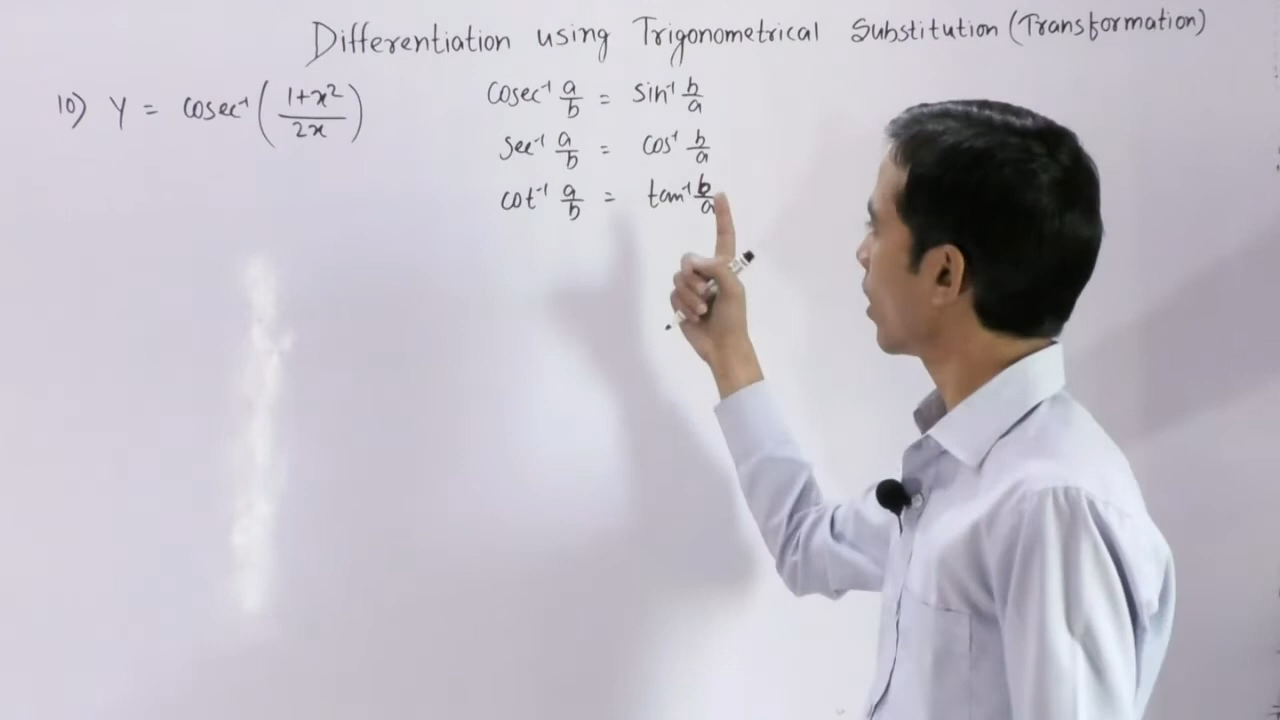 Differentiation using Trigonometrical Substitution (Transformation)
10) Y = cosec⁻¹ ( (1+x²)/(2x) )
cosec⁻¹ a/b = sin⁻¹ b/a
sec⁻¹ a/b = cos⁻¹ b/a
cot⁻¹ a/b = tan⁻¹ b/a